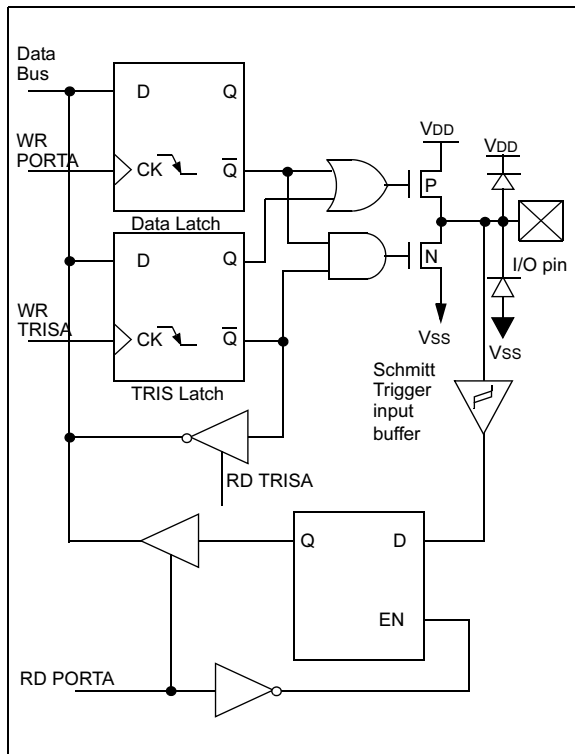 Data
Bus
D
Q
VDD
VDD
WR
PORTA
CK
Q
P
Data Latch
D
Q
N
I/O pin
WR
TRISA
CK
Q
VSS
VSS
TRIS Latch
Schmitt
Trigger
input
buffer
RD TRISA
Q
D
EN
RD PORTA